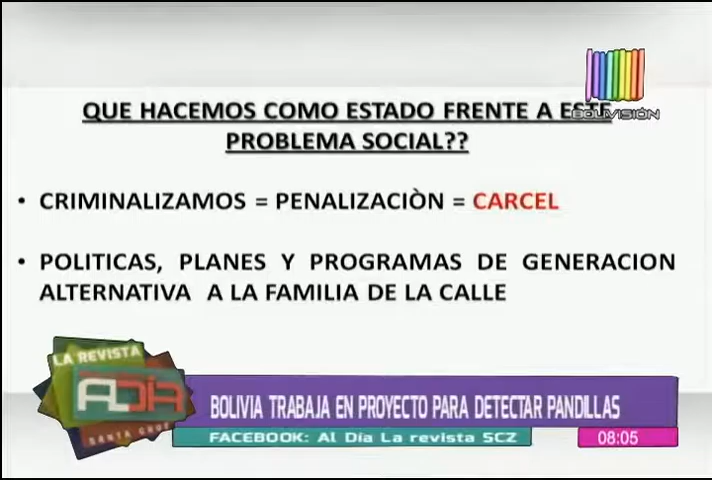 BOLIVISIÓN
QUE HACEMOS COMO ESTADO FRENTE A ESTE
PROBLEMA SOCIAL??
• CRIMINALIZAMOS = PENALIZACIÒN = CARCEL
• POLITICAS, PLANES Y PROGRAMAS DE GENERACION
ALTERNATIVA A LA FAMILIA DE LA CALLE
LA REVISTA
AL DÍA
SANTA CRUZ
BOLIVIA TRABAJA EN PROYECTO PARA DETECTAR PANDILLAS
FACEBOOK: Al Día La revista SCZ
08:05